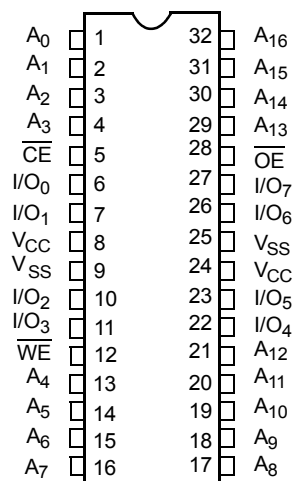 A0 1 32 A16
A1 2 31 A15
A2 3 30 A14
A3 4 29 A13
C̅E̅ 5 28 O̅E̅
I/O0 6 27 I/O7
I/O1 7 26 I/O6
VCC 8 25 VSS
VSS 9 24 VCC
I/O2 10 23 I/O5
I/O3 11 22 I/O4
W̅E̅ 12 21 A12
A4 13 20 A11
A5 14 19 A10
A6 15 18 A9
A7 16 17 A8